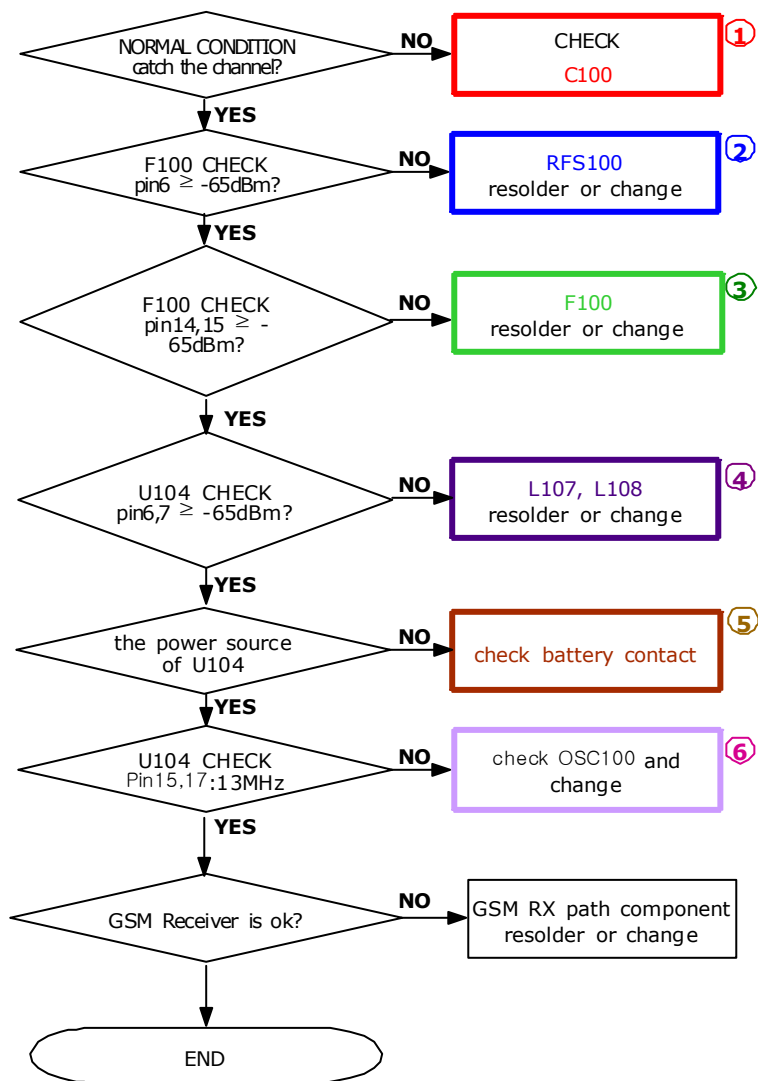 NORMAL CONDITION
catch the channel?
NO
CHECK
C100
1
YES
F100 CHECK
pin6 ≥ -65dBm?
NO
RFS100
resolder or change
2
YES
F100 CHECK
pin14,15 ≥ -
65dBm?
NO
F100
resolder or change
3
YES
U104 CHECK
pin6,7 ≥ -65dBm?
NO
L107, L108
resolder or change
4
YES
the power source
of U104
NO
check battery contact
5
YES
U104 CHECK
Pin15,17:13MHz
NO
check OSC100 and
change
6
YES
GSM Receiver is ok?
NO
GSM RX path component
resolder or change
END